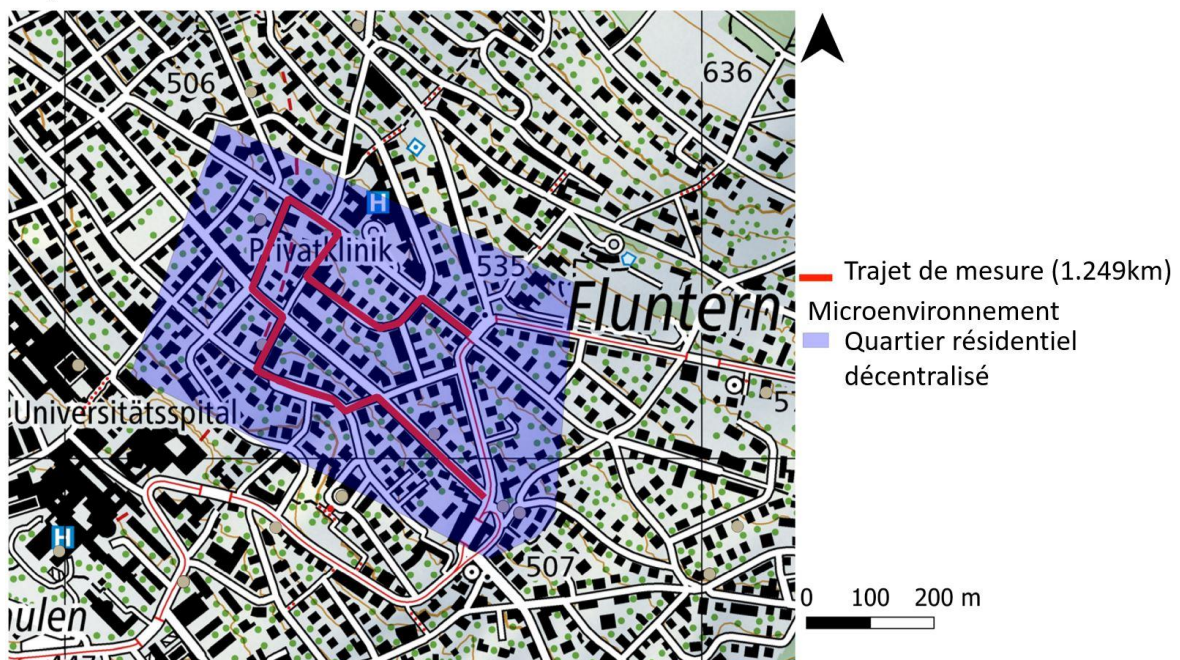 506
636
H
Privatklinik
535
Fluntern
Trajet de mesure (1.249km)
Microenvironnement
Quartier résidentiel
décentralisé
Universitätsspital
H
507
0 100 200 m
ulen